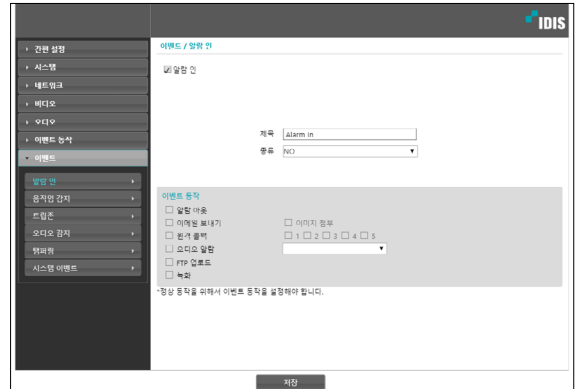 IDIS
간편 설정
시스템
네트워크
비디오
오디오
이벤트 동작
이벤트
알람 인
움직임 감지
트립존
오디오 감지
탬퍼링
시스템 이벤트
이벤트 / 알람 인
알람 인
제목 Alarm In
종류 NO
이벤트 동작
알람 아웃
이메일 보내기 이미지 첨부
원격 콜백 1 2 3 4 5
오디오 알람
FTP 업로드
녹화
*정상 동작을 위해서 이벤트 동작을 설정해야 합니다.
저장